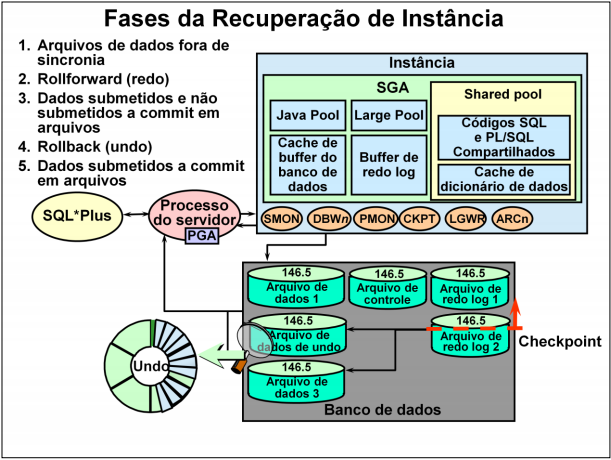 Fases da Recuperação de Instância
1. Arquivos de dados fora de
sincronia
2. Rollforward (redo)
3. Dados submetidos e não
submetidos a commit em
arquivos
4. Rollback (undo)
5. Dados submetidos a commit
em arquivos
Instância
SGA
Shared pool
Java Pool
Large Pool
Códigos SQL
e PL/SQL
Compartilhados
Cache de
buffer do
banco de
dados
Buffer de
redo log
Cache de
dicionário de dados
SQL*Plus
Processo
do servidor
PGA
SMON
DBWn
PMON
CKPT
LGWR
ARCn
146.5
Arquivo de
dados 1
146.5
Arquivo de
controle
146.5
Arquivo de
redo log 1
146.5
Arquivo de
dados de undo
146.5
Arquivo de
redo log 2
Checkpoint
146.5
Arquivo de
dados 3
Undo
Banco de dados